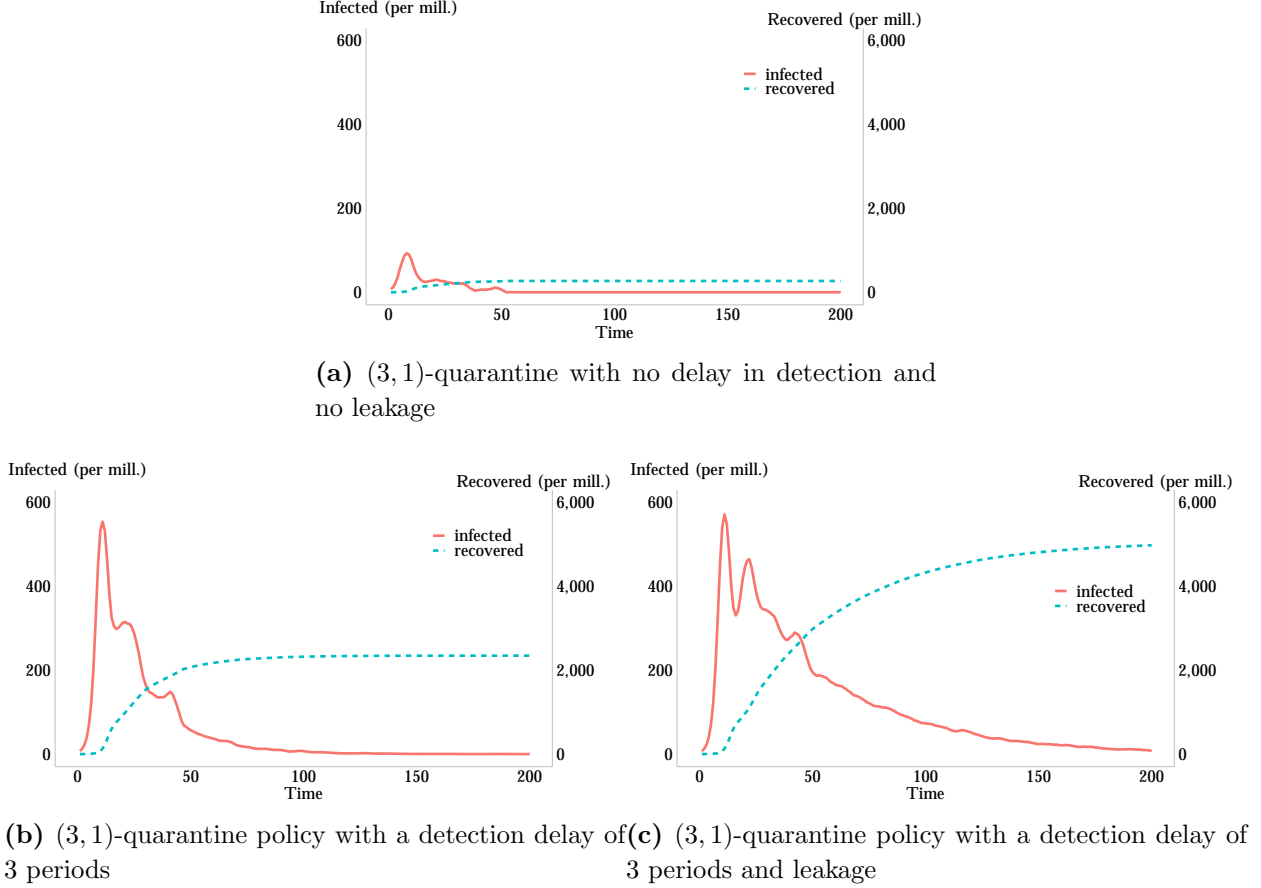 Infected (per mill.)
Recovered (per mill.)
600
6,000
infected
recovered
400
4,000
200
2,000
0
0
0
50
100
150
200
Time
(a) (3, 1)-quarantine with no delay in detection and
no leakage
Infected (per mill.)
Recovered (per mill.)
600
6,000
infected
recovered
400
4,000
200
2,000
0
0
0
50
100
150
200
Time
(b) (3, 1)-quarantine policy with a detection delay of
3 periods
Infected (per mill.)
Recovered (per mill.)
600
6,000
400
4,000
infected
recovered
200
2,000
0
0
0
50
100
150
200
Time
(c) (3, 1)-quarantine policy with a detection delay of
3 periods and leakage